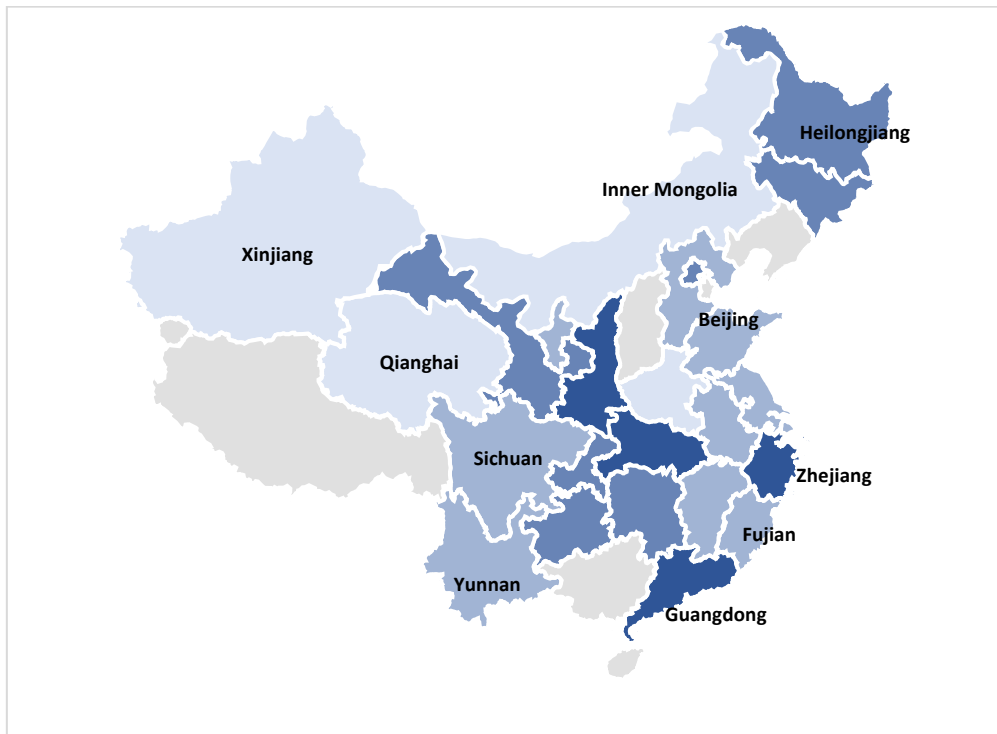 Heilongjiang
Inner Mongolia
Xinjiang
Beijing
Qianghai
Sichuan
Zhejiang
Fujian
Yunnan
Guangdong